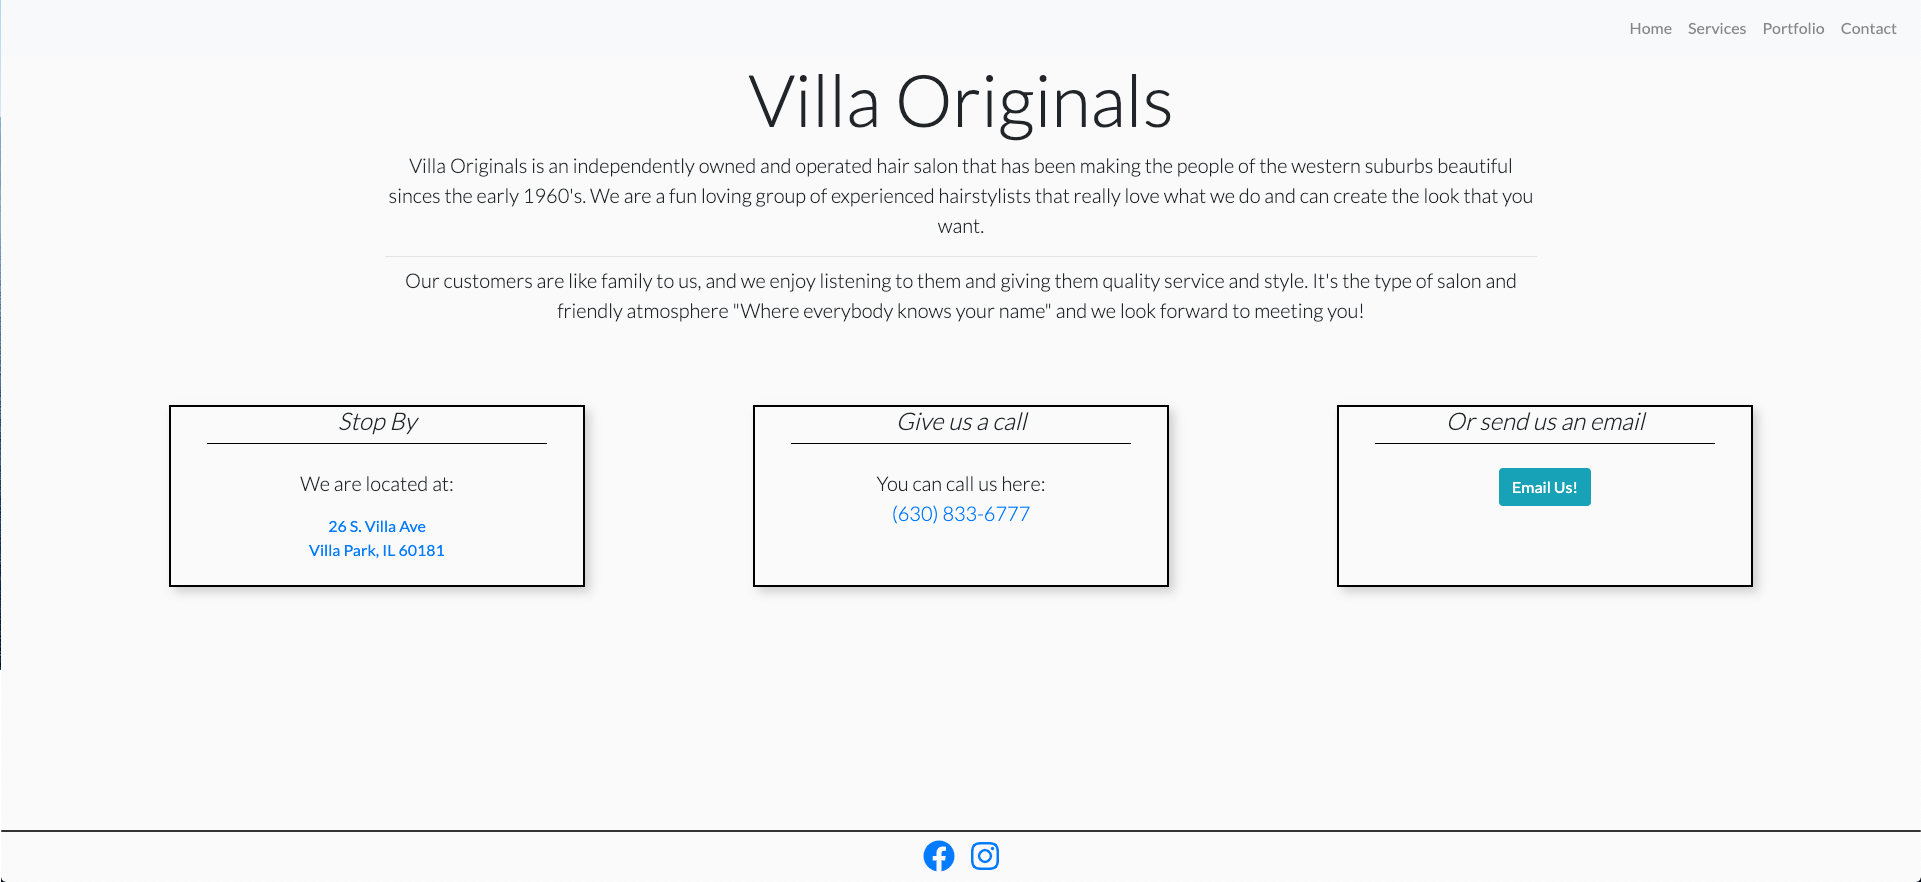 Home Services Portfolio Contact
Villa Originals
Villa Originals is an independently owned and operated hair salon that has been making the people of the western suburbs beautiful
sinces the early 1960's. We are a fun loving group of experienced hairstylists that really love what we do and can create the look that you
want.
Our customers are like family to us, and we enjoy listening to them and giving them quality service and style. It's the type of salon and
friendly atmosphere "Where everybody knows your name" and we look forward to meeting you!
Stop By
We are located at:
26 S. Villa Ave
Villa Park, IL 60181
Give us a call
You can call us here:
(630) 833-6777
Or send us an email
Email Us!